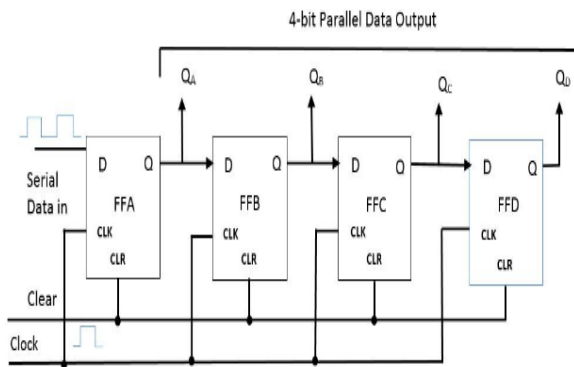 4-bit Parallel Data Output
QA
QB
QC
QD
D Q
D Q
D Q
D Q
Serial
Data in
FFA
FFB
FFC
FFD
CLK
CLK
CLK
CLK
CLR
CLR
CLR
CLR
Clear
Clock